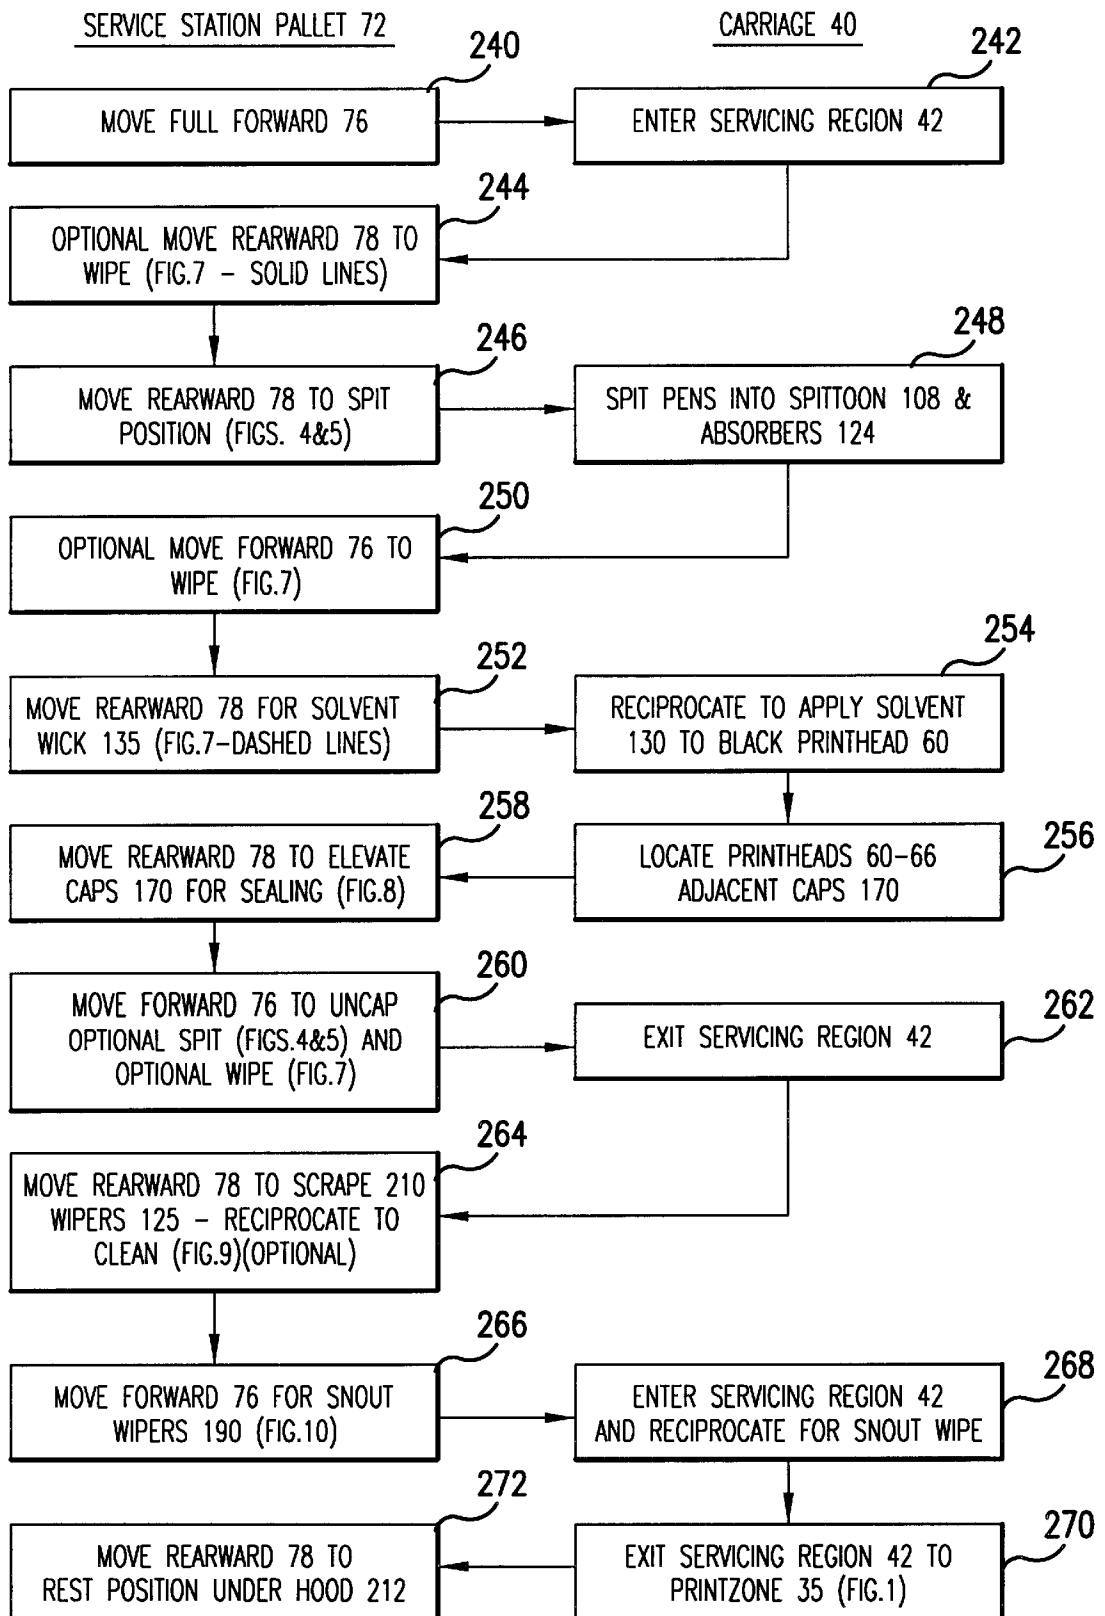 SERVICE STATION PALLET 72
CARRIAGE 40
240
MOVE FULL FORWARD 76
242
ENTER SERVICING REGION 42
244
OPTIONAL MOVE REARWARD 78 TO
WIPE (FIG.7 - SOLID LINES)
246
MOVE REARWARD 78 TO SPIT
POSITION (FIGS. 4&5)
248
SPIT PENS INTO SPITTOON 108 &
ABSORBERS 124
250
OPTIONAL MOVE FORWARD 76 TO
WIPE (FIG.7)
252
MOVE REARWARD 78 FOR SOLVENT
WICK 135 (FIG.7-DASHED LINES)
254
RECIPROCATE TO APPLY SOLVENT
130 TO BLACK PRINTHEAD 60
256
LOCATE PRINTHEADS 60-66
ADJACENT CAPS 170
258
MOVE REARWARD 78 TO ELEVATE
CAPS 170 FOR SEALING (FIG.8)
260
MOVE FORWARD 76 TO UNCAP
OPTIONAL SPIT (FIGS.4&5) AND
OPTIONAL WIPE (FIG.7)
262
EXIT SERVICING REGION 42
264
MOVE REARWARD 78 TO SCRAPE 210
WIPERS 125 - RECIPROCATE TO
CLEAN (FIG.9)(OPTIONAL)
266
MOVE FORWARD 76 FOR SNOUT
WIPERS 190 (FIG.10)
268
ENTER SERVICING REGION 42
AND RECIPROCATE FOR SNOUT WIPE
270
EXIT SERVICING REGION 42 TO
PRINTZONE 35 (FIG.1)
272
MOVE REARWARD 78 TO
REST POSITION UNDER HOOD 212